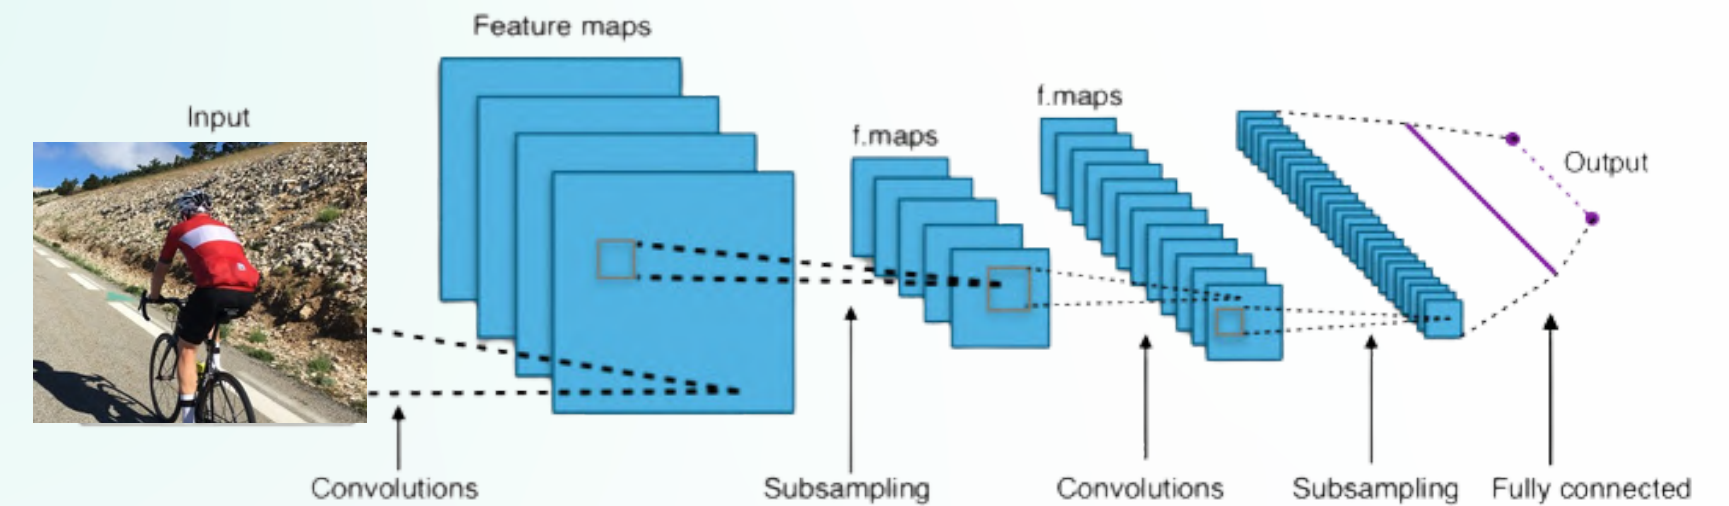 Feature maps
Input
f.maps
f.maps
Output
Convolutions
Subsampling
Convolutions
Subsampling
Fully connected